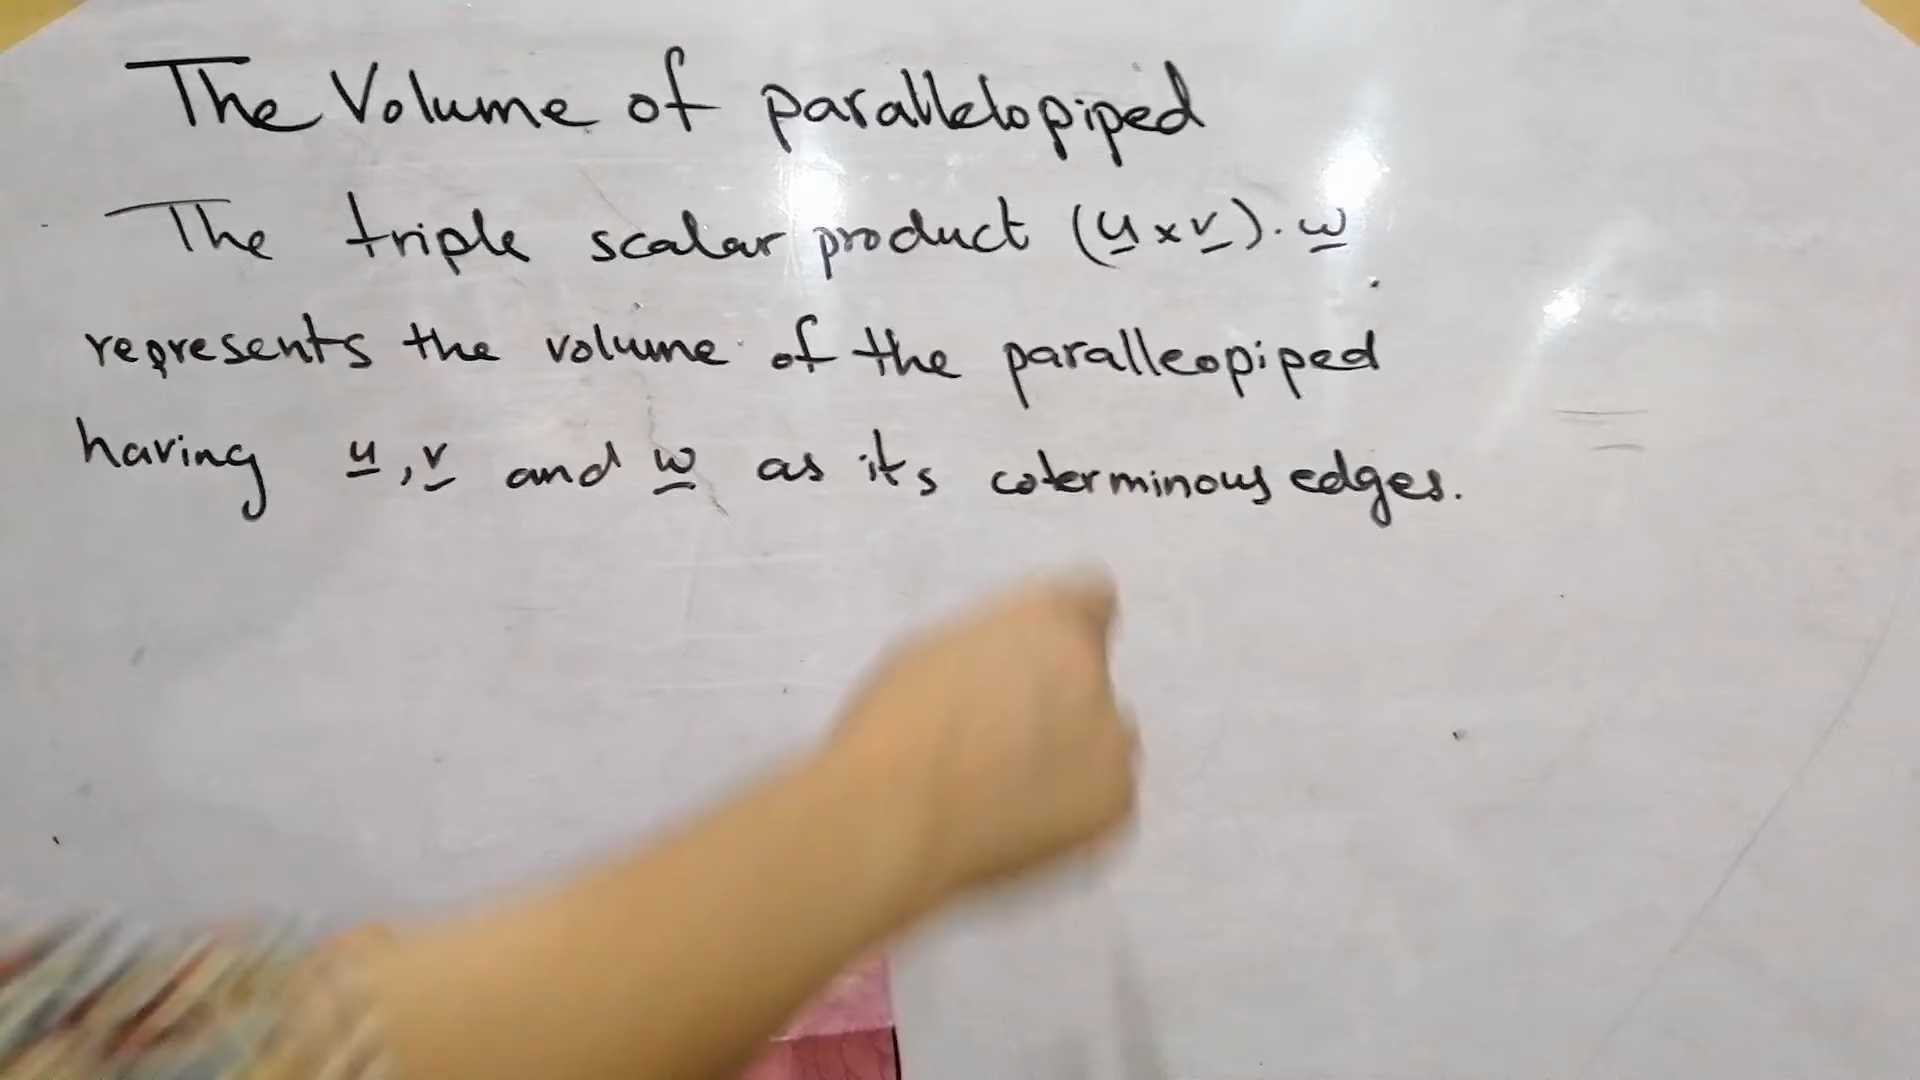 The Volume of parallelopiped
The triple scalar product (u x v). w
represents the volume of the paralleopiped
having u, v and w as its coterminous edges.